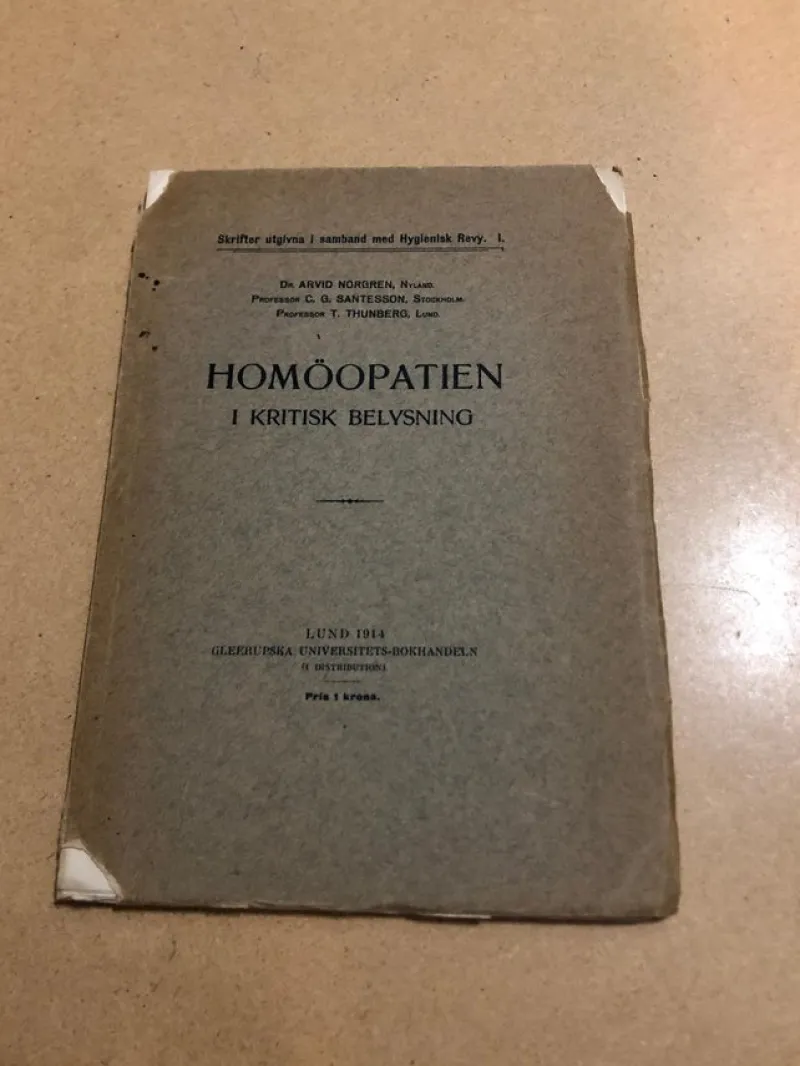 Skrifter utgivna i samband med Hygienisk Revy. I.
Dr. ARVID NORGREN, Nyland.
Professor C. G. SANTESSON, Stockholm.
Professor T. THUNBERG, Lund.
HOMÖOPATIEN
I KRITISK BELYSNING
LUND 1914
GLEERUPSKA UNIVERSITETS-BOKHANDELN
(I DISTRIBUTION)
Pris 1 krona.